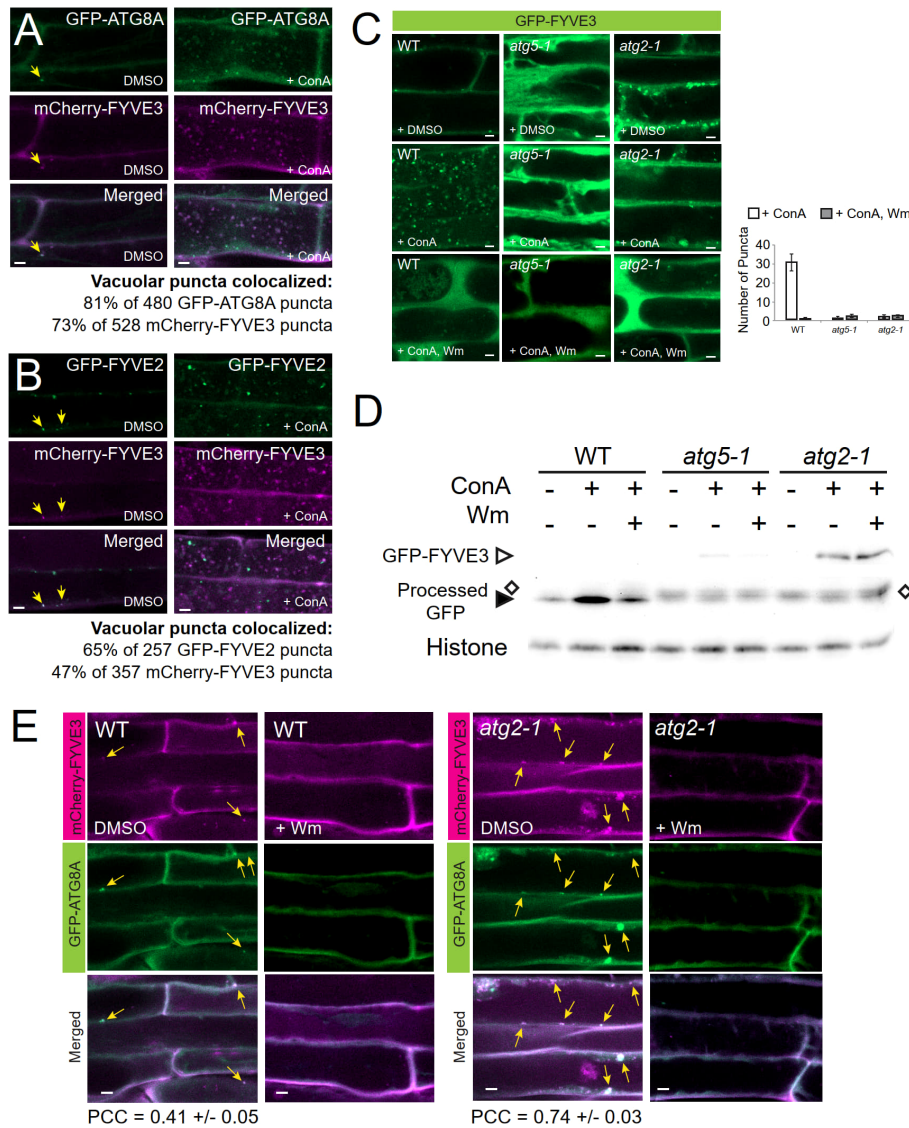 A
GFP-ATG8A
GFP-ATG8A
DMSO
+ ConA
mCherry-FYVE3
mCherry-FYVE3
DMSO
+ ConA
Merged
Merged
DMSO
+ ConA
Vacuolar puncta colocalized:
81% of 480 GFP-ATG8A puncta
73% of 528 mCherry-FYVE3 puncta
B
GFP-FYVE2
GFP-FYVE2
DMSO
+ ConA
mCherry-FYVE3
mCherry-FYVE3
DMSO
+ ConA
Merged
Merged
DMSO
+ ConA
Vacuolar puncta colocalized:
65% of 257 GFP-FYVE2 puncta
47% of 357 mCherry-FYVE3 puncta
C
GFP-FYVE3
WT
atg5-1
atg2-1
+ DMSO
+ DMSO
+ DMSO
WT
atg5-1
atg2-1
+ ConA
+ ConA
+ ConA
WT
atg5-1
atg2-1
+ ConA, Wm
+ ConA, Wm
+ ConA, Wm
+ ConA
+ ConA, Wm
Number of Puncta
40
30
20
10
0
WT
atg5-1
atg2-1
D
WT
atg5-1
atg2-1
ConA - + + - + + - + +
Wm - - + - - + - - +
GFP-FYVE3
Processed
GFP
Histone
E
mCherry-FYVE3
WT
WT
DMSO
+ Wm
mCherry-FYVE3
atg2-1
atg2-1
DMSO
+ Wm
GFP-ATG8A
GFP-ATG8A
Merged
Merged
PCC = 0.41 +/- 0.05
PCC = 0.74 +/- 0.03